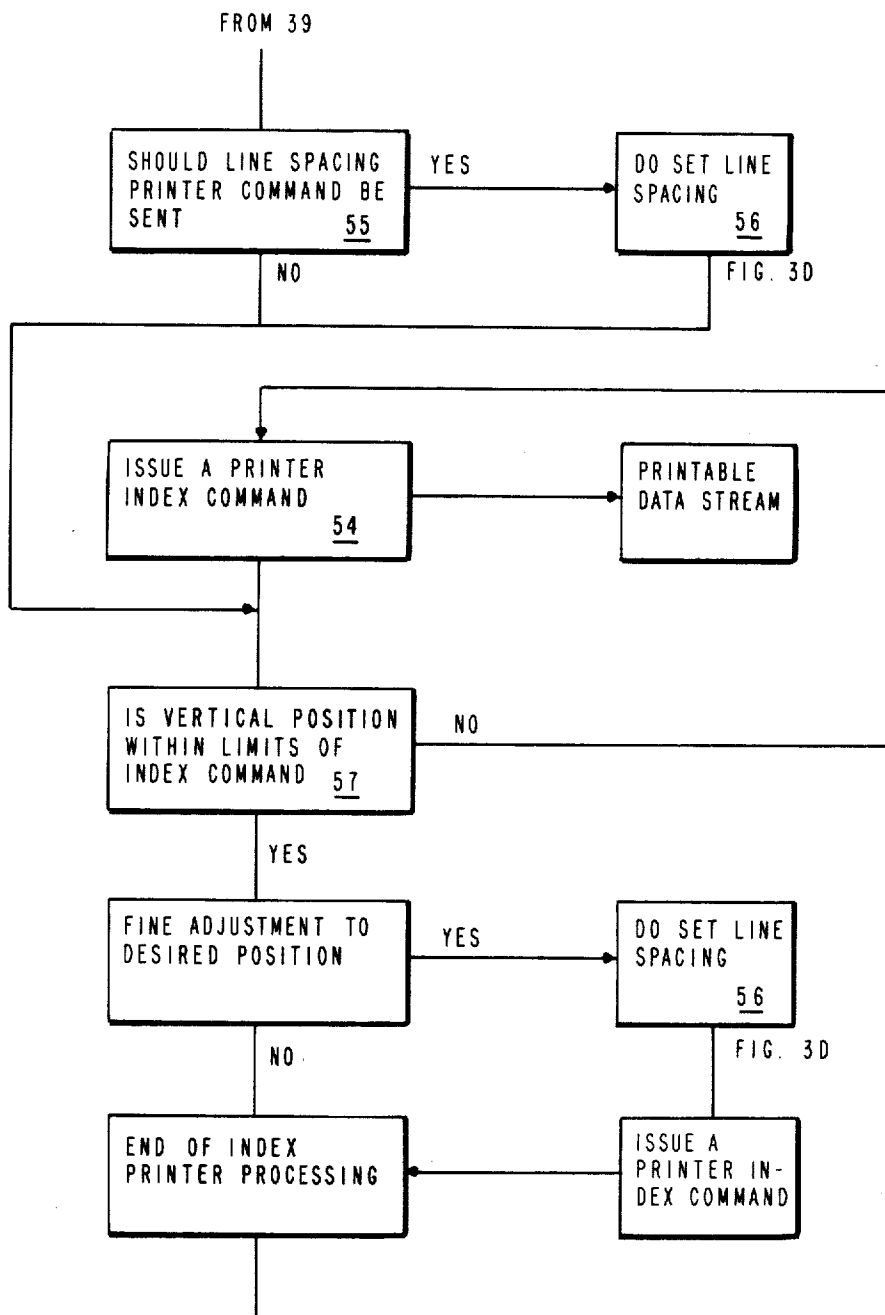 FROM 39
SHOULD LINE SPACING
PRINTER COMMAND BE
SENT 55
YES
DO SET LINE
SPACING
56
NO
FIG. 3D
ISSUE A PRINTER
INDEX COMMAND
54
PRINTABLE
DATA STREAM
IS VERTICAL POSITION
WITHIN LIMITS OF
INDEX COMMAND 57
NO
YES
FINE ADJUSTMENT TO
DESIRED POSITION
YES
DO SET LINE
SPACING
56
NO
FIG. 3D
END OF INDEX
PRINTER PROCESSING
ISSUE A
PRINTER IN-
DEX COMMAND